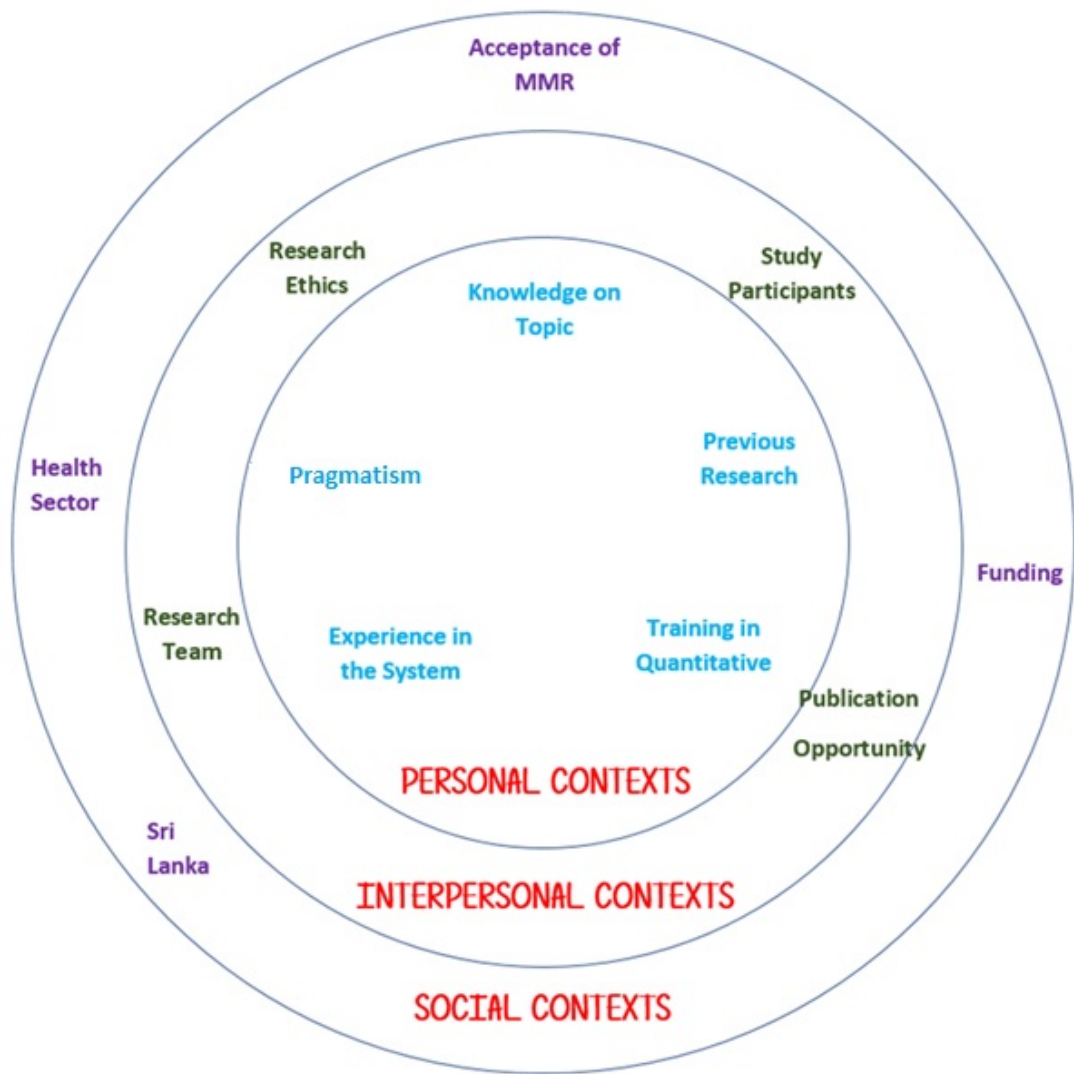 Acceptance of
MMR
Research
Ethics
Study
Participants
Knowledge on
Topic
Previous
Research
Health
Sector
Pragmatism
Funding
Research
Team
Experience in
the System
Training in
Quantitative
Publication
Opportunity
PERSONAL CONTEXTS
Sri
Lanka
INTERPERSONAL CONTEXTS
SOCIAL CONTEXTS